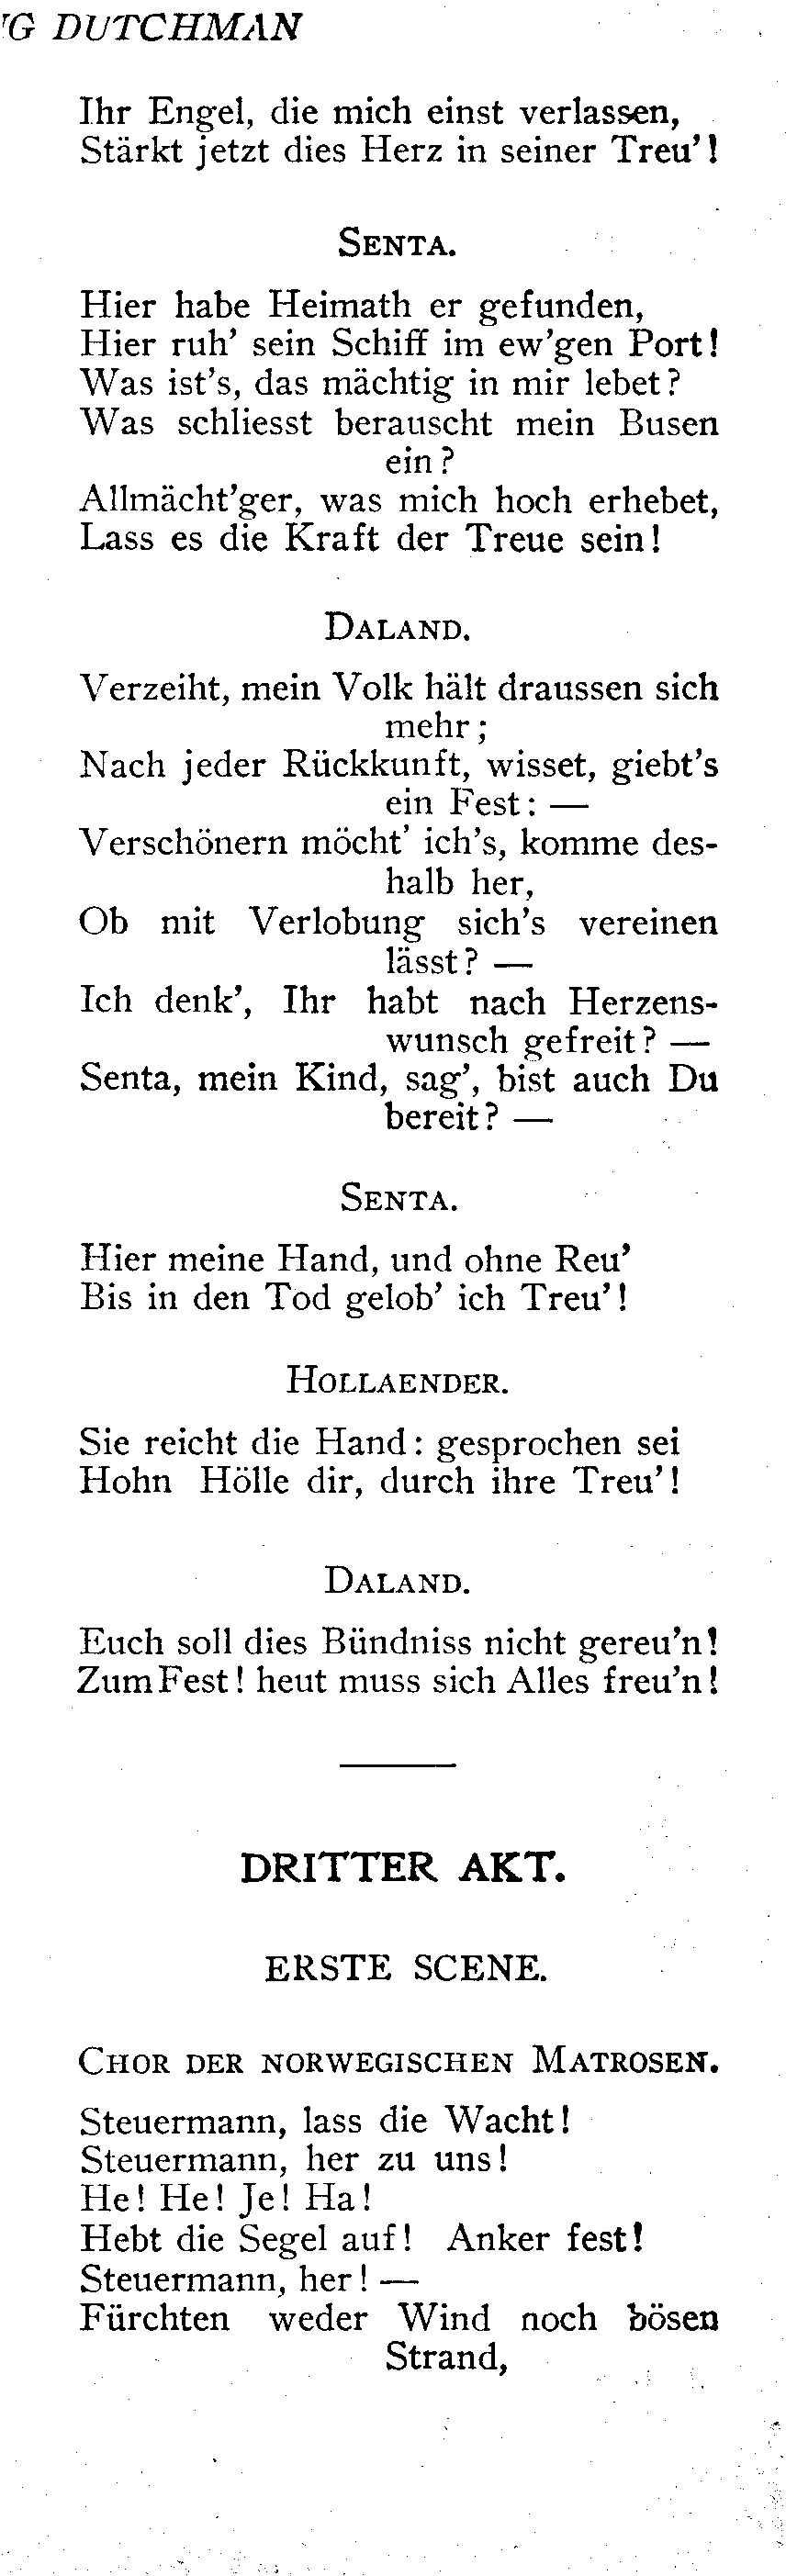 G DUTCHMAN
Ihr Engel, die mich einst verlassen,
Stärkt jetzt dies Herz in seiner Treu'!
SENTA.
Hier habe Heimath er gefunden,
Hier ruh' sein Schiff im ew'gen Port!
Was ist's, das mächtig in mir lebet?
Was schliesst berauscht mein Busen
ein?
Allmächt'ger, was mich hoch erhebet,
Lass es die Kraft der Treue sein!
DALAND.
Verzeiht, mein Volk hält draussen sich
mehr;
Nach jeder Rückkunft, wisset, giebt's
ein Fest: —
Verschönern möcht' ich's, komme des-
halb her,
Ob mit Verlobung sich's vereinen
lässt? —
Ich denk', Ihr habt nach Herzens-
wunsch gefreit? —
Senta, mein Kind, sag', bist auch Du
bereit? —
SENTA.
Hier meine Hand, und ohne Reu'
Bis in den Tod gelob' ich Treu'!
HOLLAENDER.
Sie reicht die Hand: gesprochen sei
Hohn Hölle dir, durch ihre Treu'!
DALAND.
Euch soll dies Bündniss nicht gereu'n!
Zum Fest! heut muss sich Alles freu'n!
DRITTER AKT.
ERSTE SCENE.
CHOR DER NORWEGISCHEN MATROSEN.
Steuermann, lass die Wacht!
Steuermann, her zu uns!
He! He! Je! Ha!
Hebt die Segel auf! Anker fest!
Steuermann, her! —
Fürchten weder Wind noch bösen
Strand,